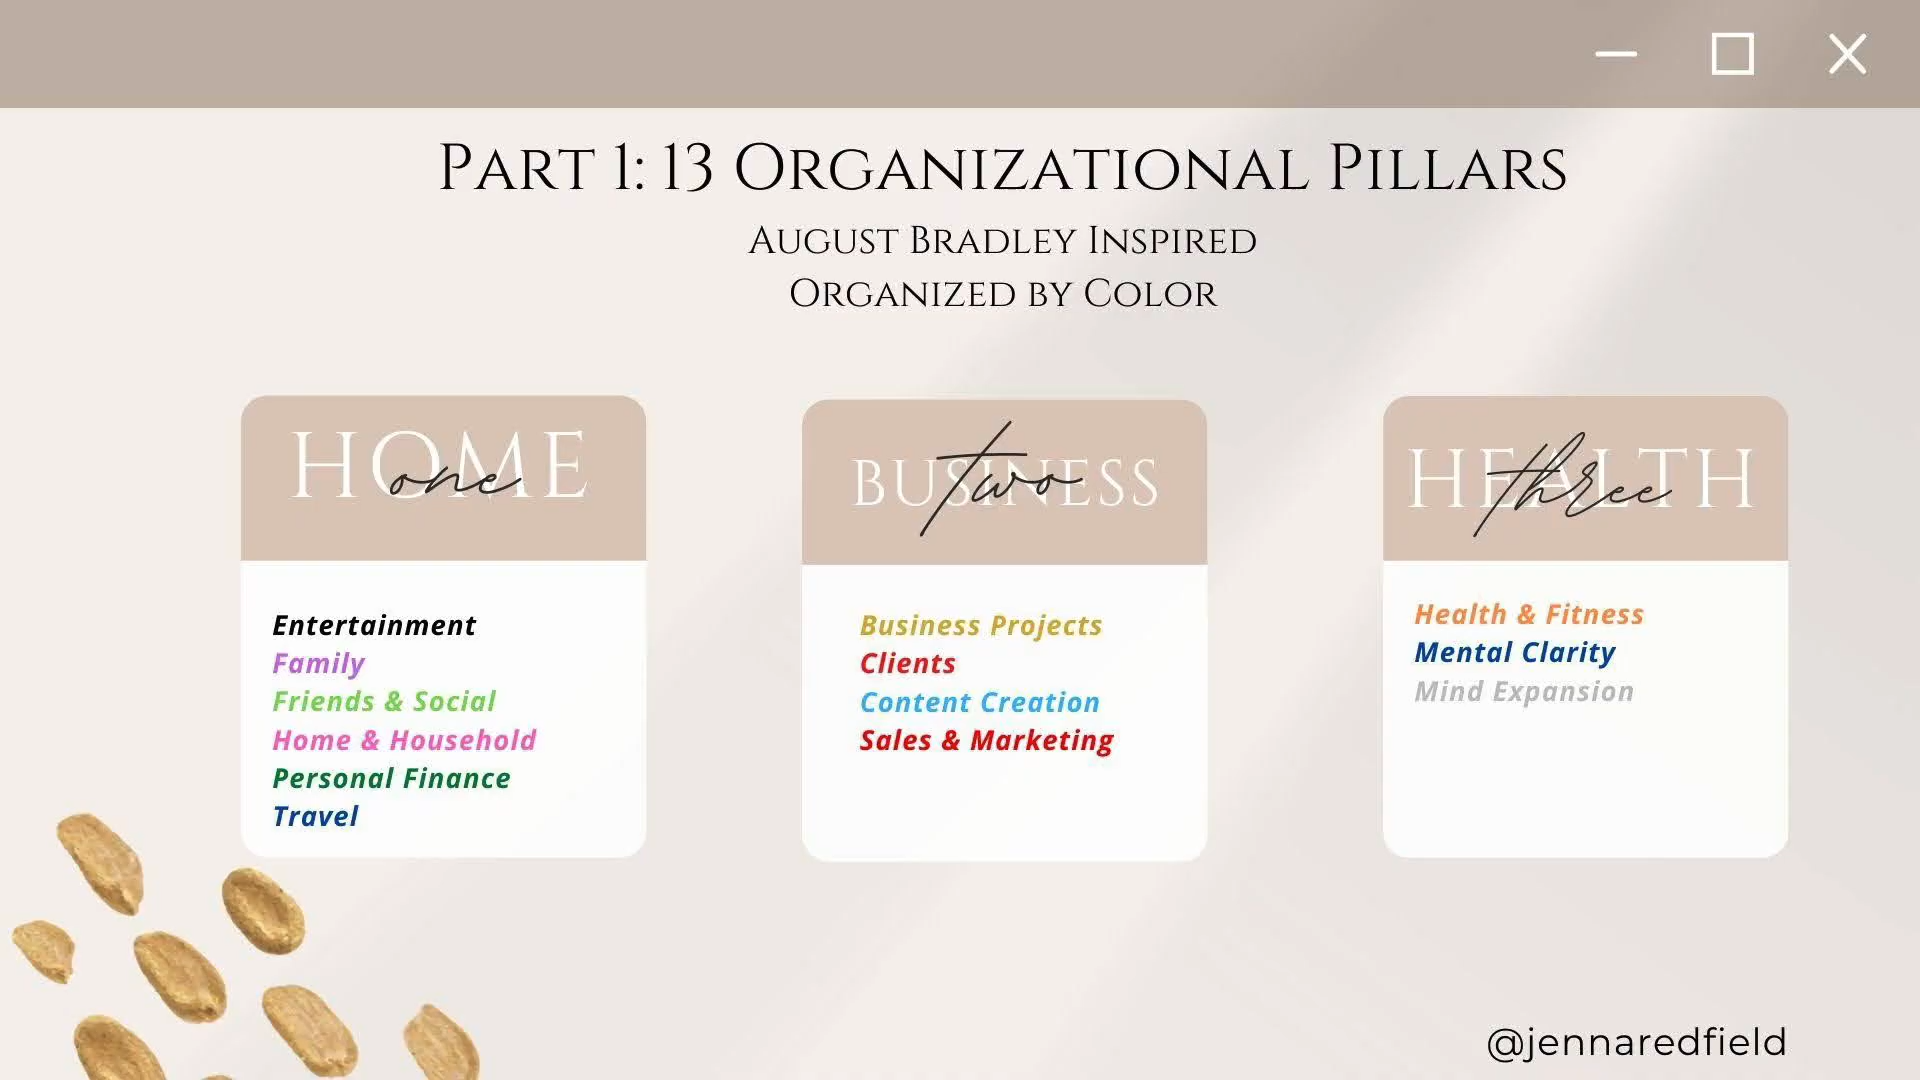 Part 1: 13 Organizational Pillars
August Bradley Inspired
Organized by Color
HOME
one
Entertainment
Family
Friends & Social
Home & Household
Personal Finance
Travel
BUSINESS
two
Business Projects
Clients
Content Creation
Sales & Marketing
HEALTH
three
Health & Fitness
Mental Clarity
Mind Expansion
@jennaredfield